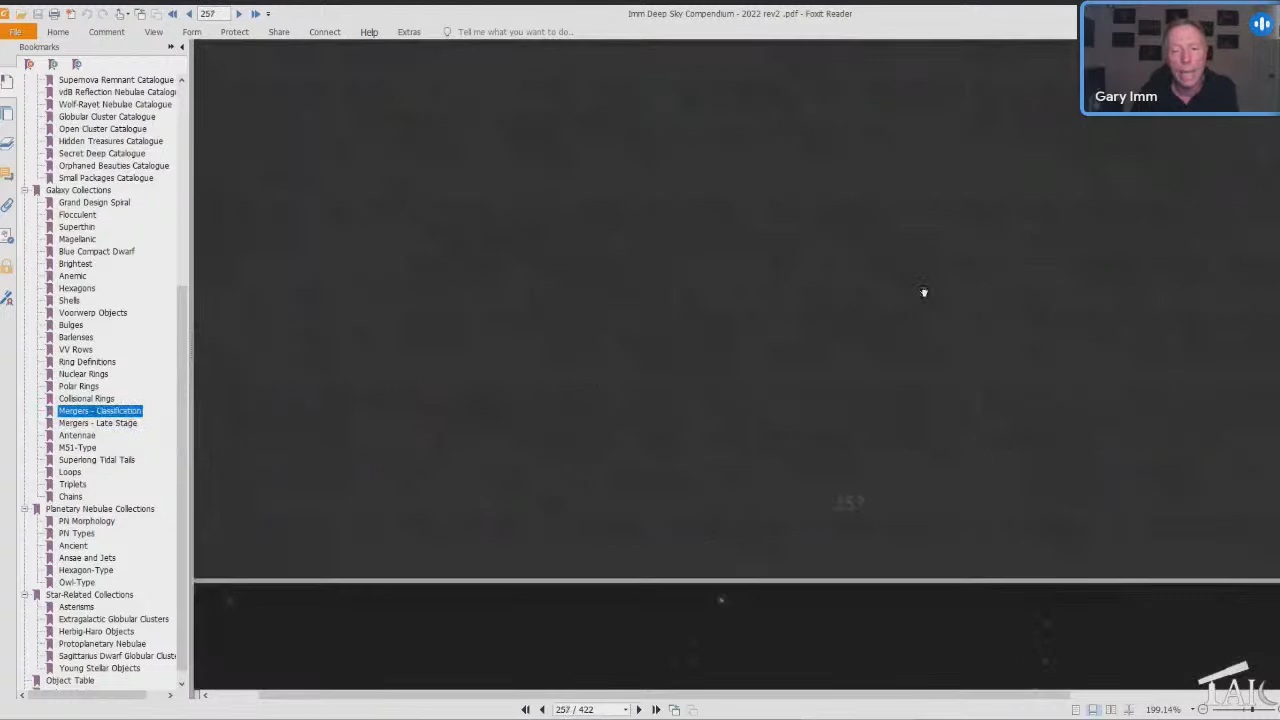 257
Imm Deep Sky Compendium - 2022 rev2 .pdf - Foxit Reader
File Home Comment View Form Protect Share Connect Help Extras Tell me what you want to do..
Gary Imm
Bookmarks
Supernova Remnant Catalogue
vdB Reflection Nebulae Catalogu
Wolf-Rayet Nebulae Catalogue
Globular Cluster Catalogue
Open Cluster Catalogue
Hidden Treasures Catalogue
Secret Deep Catalogue
Orphaned Beauties Catalogue
Small Packages Catalogue
Galaxy Collections
Grand Design Spiral
Flocculent
Superthin
Magellanic
Blue Compact Dwarf
Brightest
Anemic
Hexagons
Shells
Voorwerp Objects
Bulges
Barlenses
VV Rows
Ring Definitions
Nuclear Rings
Polar Rings
Collisional Rings
Mergers - Classification
Mergers - Late Stage
Antennae
M51-Type
Superlong Tidal Tails
Loops
Triplets
Chains
Planetary Nebulae Collections
PN Morphology
PN Types
Ancient
Ansae and Jets
Hexagon-Type
Owl-Type
Star-Related Collections
Asterisms
Extragalactic Globular Clusters
Herbig-Haro Objects
Protoplanetary Nebulae
Sagittarius Dwarf Globular Cluste
Young Stellar Objects
Object Table
257 / 422
199.14%
TAIC